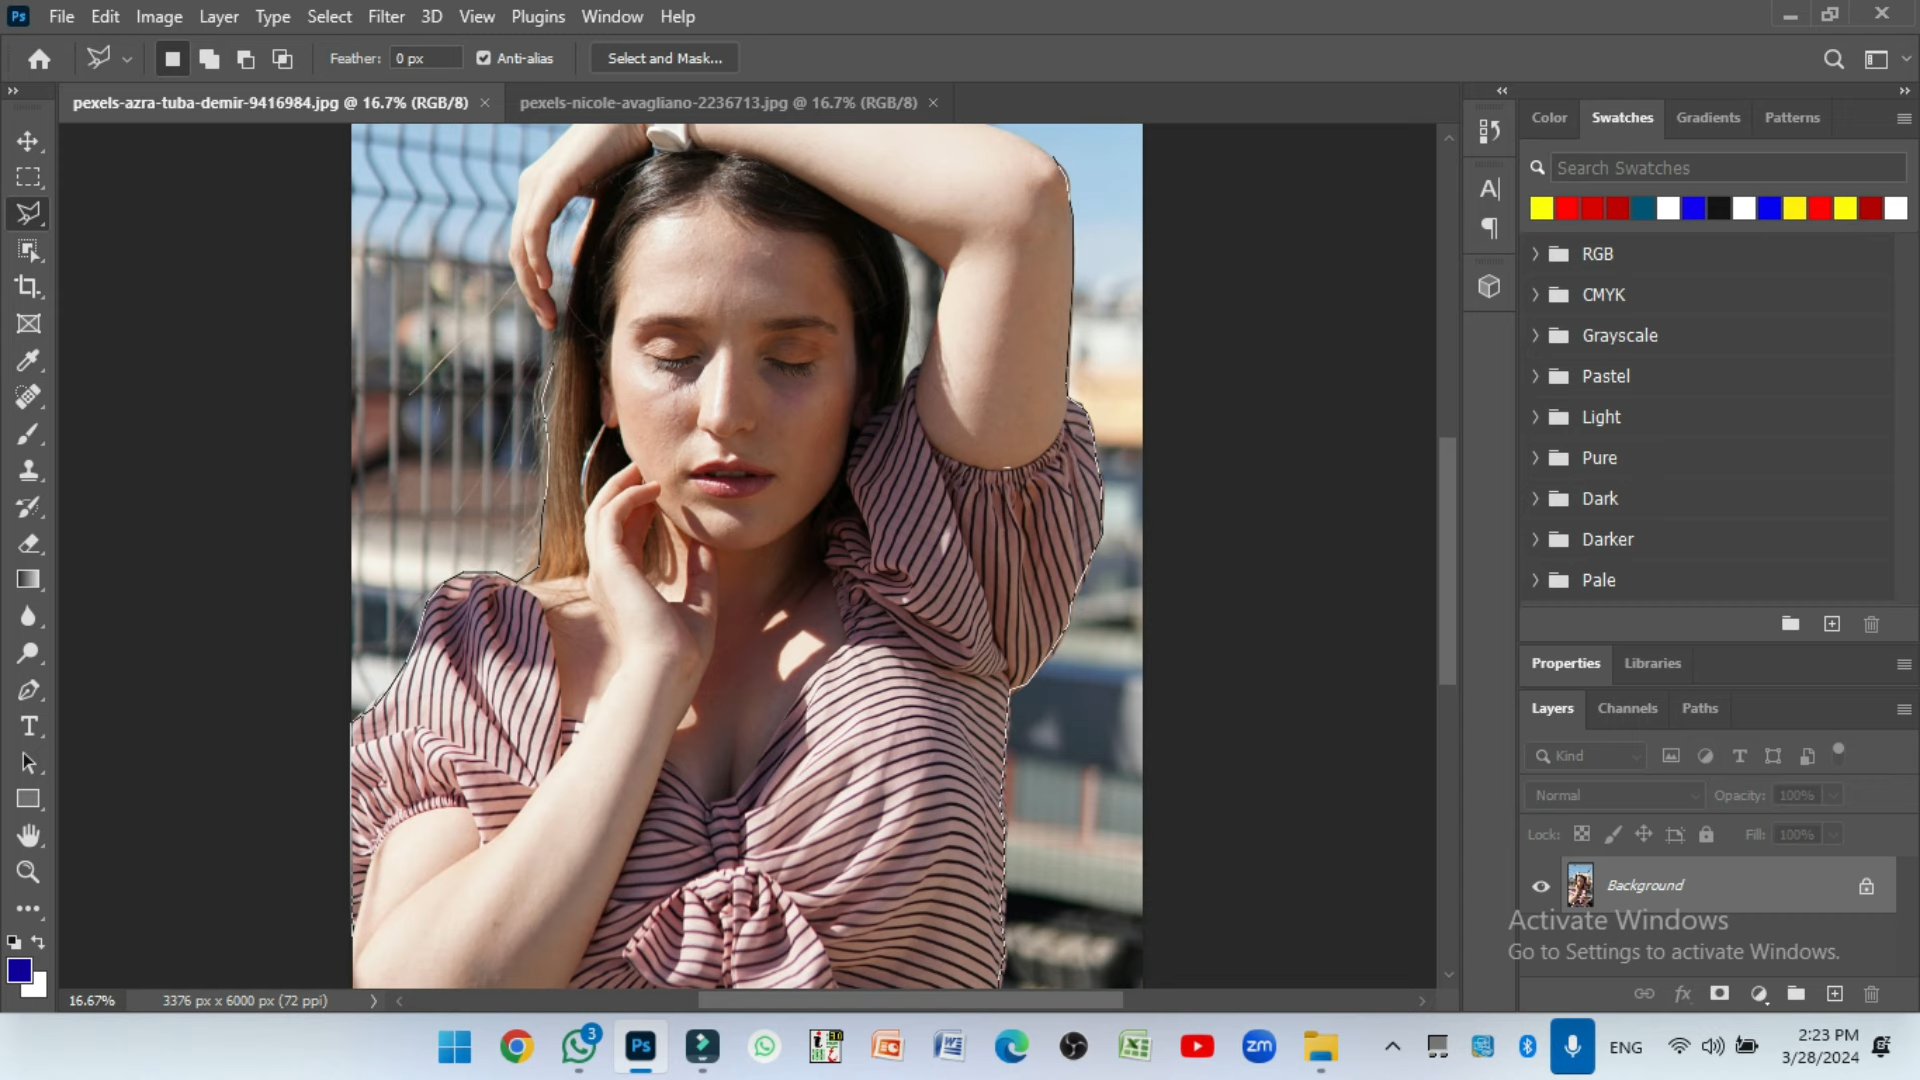 Ps File Edit Image Layer Type Select Filter 3D View Plugins Window Help
Feather: 0 px Anti-alias Select and Mask...
pexels-azra-tuba-demir-9416984.jpg @ 16.7% (RGB/8) × pexels-nicole-avagliano-2236713.jpg @ 16.7% (RGB/8) ×
Color Swatches Gradients Patterns
Search Swatches
RGB
CMYK
Grayscale
Pastel
Light
Pure
Dark
Darker
Pale
Properties Libraries
Layers Channels Paths
Kind
Normal Opacity: 100%
Lock: Fill: 100%
Background
Activate Windows
Go to Settings to activate Windows.
16.67% 3376 px x 6000 px (72 ppi)
3 Ps zm ENG 2:23 PM
3/28/2024